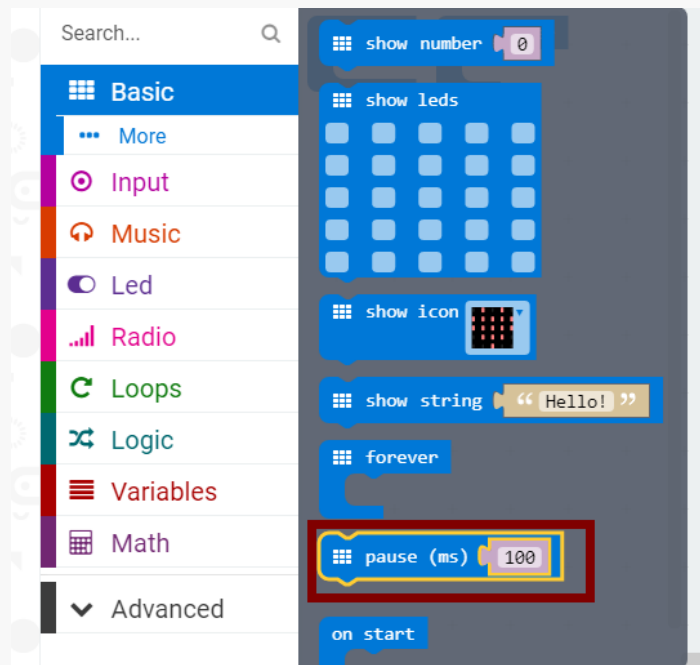 Search...
Basic
More
Input
Music
Led
Radio
Loops
Logic
Variables
Math
Advanced
show number 0
show leds
show icon
show string “ Hello! ”
forever
pause (ms) 100
on start